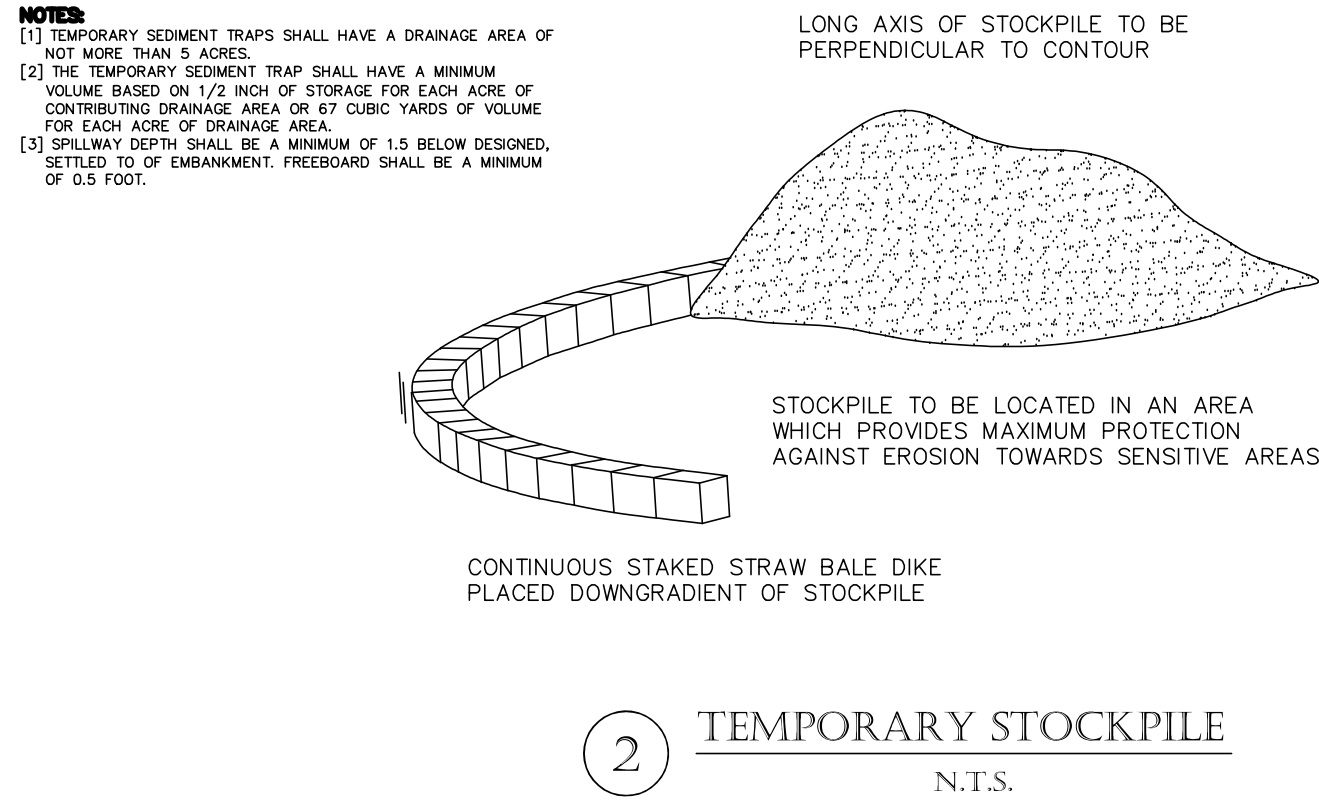 NOTES:
[1] TEMPORARY SEDIMENT TRAPS SHALL HAVE A DRAINAGE AREA OF
NOT MORE THAN 5 ACRES.
[2] THE TEMPORARY SEDIMENT TRAP SHALL HAVE A MINIMUM
VOLUME BASED ON 1/2 INCH OF STORAGE FOR EACH ACRE OF
CONTRIBUTING DRAINAGE AREA OR 67 CUBIC YARDS OF VOLUME
FOR EACH ACRE OF DRAINAGE AREA.
[3] SPILLWAY DEPTH SHALL BE A MINIMUM OF 1.5 BELOW DESIGNED,
SETTLED TO OF EMBANKMENT. FREEBOARD SHALL BE A MINIMUM
OF 0.5 FOOT.
LONG AXIS OF STOCKPILE TO BE
PERPENDICULAR TO CONTOUR
STOCKPILE TO BE LOCATED IN AN AREA
WHICH PROVIDES MAXIMUM PROTECTION
AGAINST EROSION TOWARDS SENSITIVE AREAS
CONTINUOUS STAKED STRAW BALE DIKE
PLACED DOWNGRADIENT OF STOCKPILE
2 TEMPORARY STOCKPILE
N.T.S.